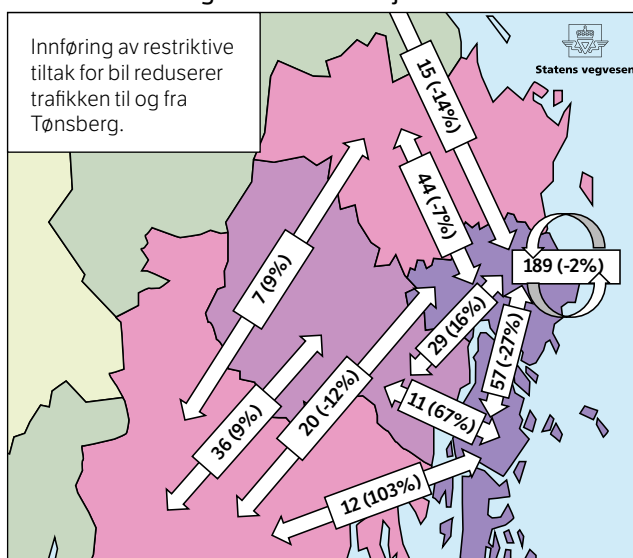 Innføring av restriktive
tiltak for bil reduserer
trafikken til og fra
Tønsberg.
Statens vegvesen
15 (-14%)
44 (-7%)
189 (-2%)
7 (9%)
29 (16%)
57 (-27%)
20 (-12%)
11 (67%)
36 (9%)
12 (103%)